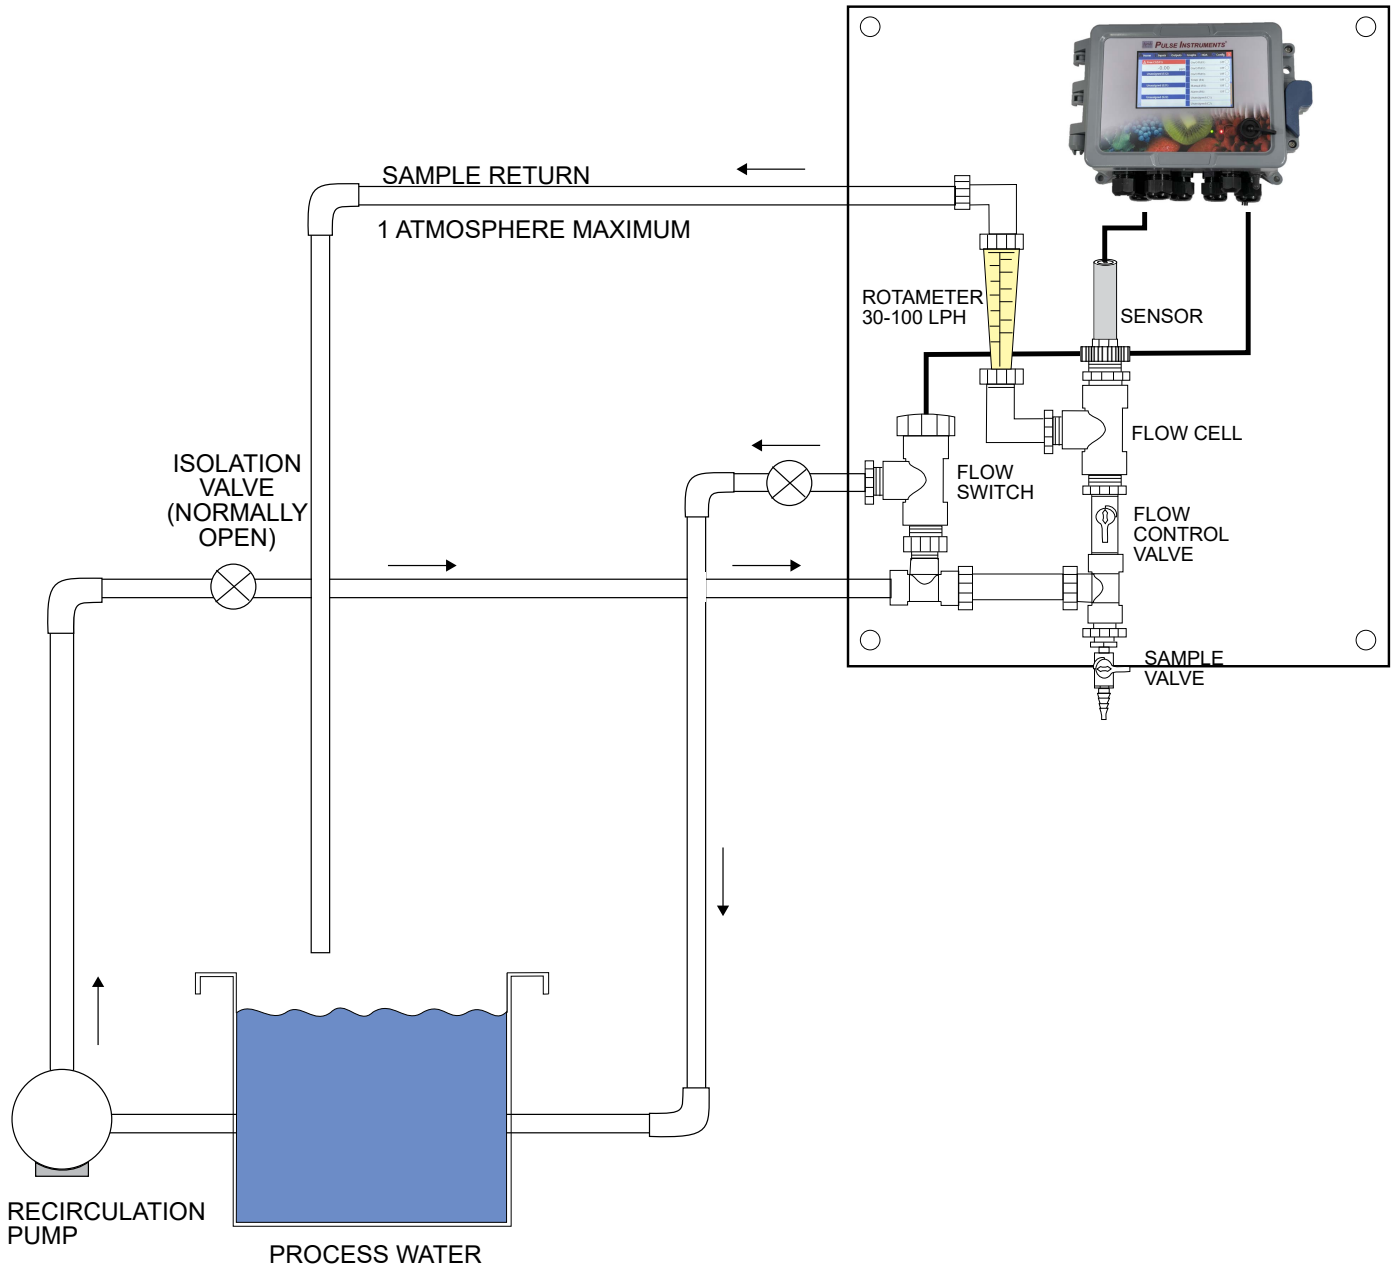 PULSE INSTRUMENTS
SAMPLE RETURN
1 ATMOSPHERE MAXIMUM
ROTAMETER
30-100 LPH
SENSOR
FLOW CELL
FLOW
SWITCH
ISOLATION
VALVE
(NORMALLY
OPEN)
FLOW
CONTROL
VALVE
SAMPLE
VALVE
RECIRCULATION
PUMP
PROCESS WATER